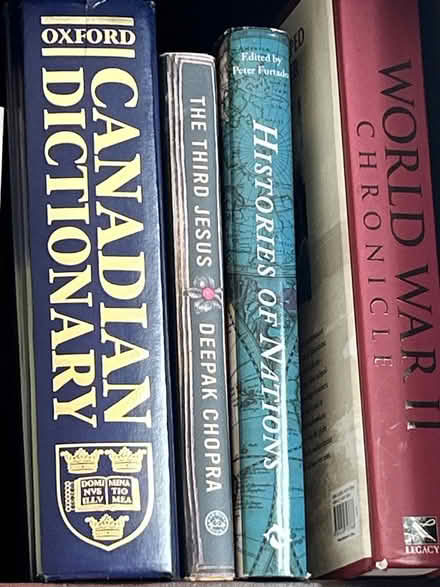 OXFORD
CANADIAN
DICTIONARY
DOMI MINA
NVS TIO
ILLV MEA
THE THIRD JESUS DEEPAK CHOPRA
Edited by
Peter Furtado
HISTORIES OF NATIONS
WORLD WAR II
CHRONICLE
LEGACY